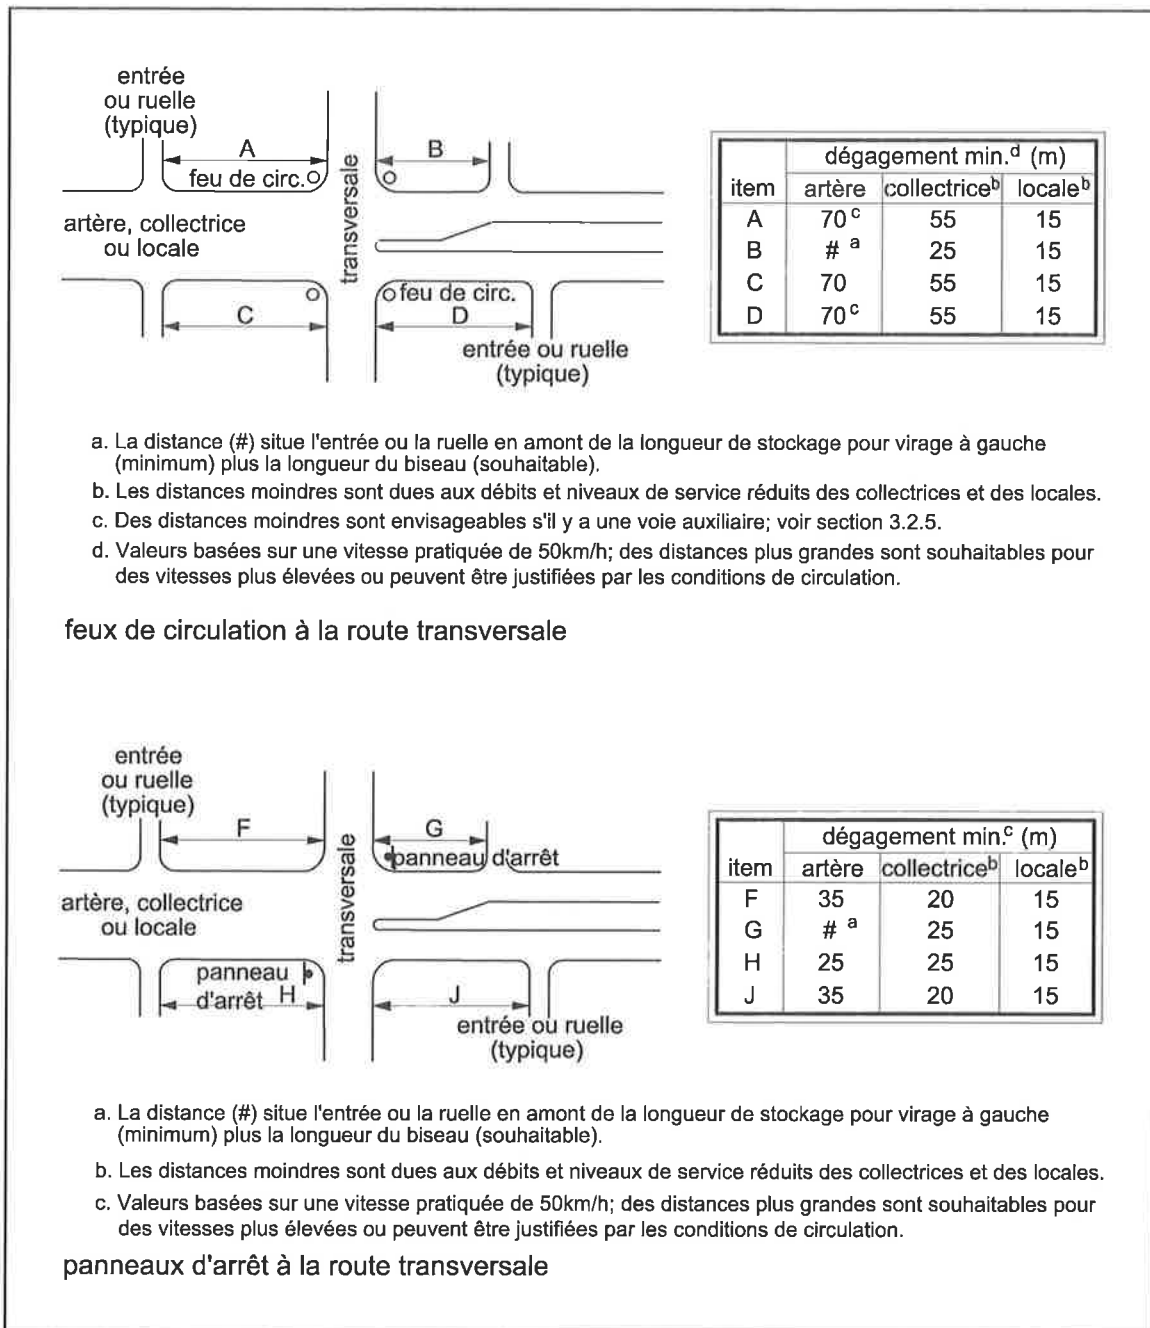 entrée
ou ruelle
(typique)
A
B
feu de circ.
transversale
artère, collectrice
ou locale
feu de circ.
C
D
entrée ou ruelle
(typique)
dégagement min.d (m)
item artère collectriceb localeb
A 70 c 55 15
B # a 25 15
C 70 55 15
D 70 c 55 15
a. La distance (#) situe l'entrée ou la ruelle en amont de la longueur de stockage pour virage à gauche
(minimum) plus la longueur du biseau (souhaitable).
b. Les distances moindres sont dues aux débits et niveaux de service réduits des collectrices et des locales.
c. Des distances moindres sont envisageables s'il y a une voie auxiliaire; voir section 3.2.5.
d. Valeurs basées sur une vitesse pratiquée de 50km/h; des distances plus grandes sont souhaitables pour
des vitesses plus élevées ou peuvent être justifiées par les conditions de circulation.
feux de circulation à la route transversale
entrée
ou ruelle
(typique)
F
G
panneau d'arrêt
transversale
artère, collectrice
ou locale
panneau
d'arrêt H
J
entrée ou ruelle
(typique)
dégagement min.c (m)
item artère collectriceb localeb
F 35 20 15
G # a 25 15
H 25 25 15
J 35 20 15
a. La distance (#) situe l'entrée ou la ruelle en amont de la longueur de stockage pour virage à gauche
(minimum) plus la longueur du biseau (souhaitable).
b. Les distances moindres sont dues aux débits et niveaux de service réduits des collectrices et des locales.
c. Valeurs basées sur une vitesse pratiquée de 50km/h; des distances plus grandes sont souhaitables pour
des vitesses plus élevées ou peuvent être justifiées par les conditions de circulation.
panneaux d'arrêt à la route transversale